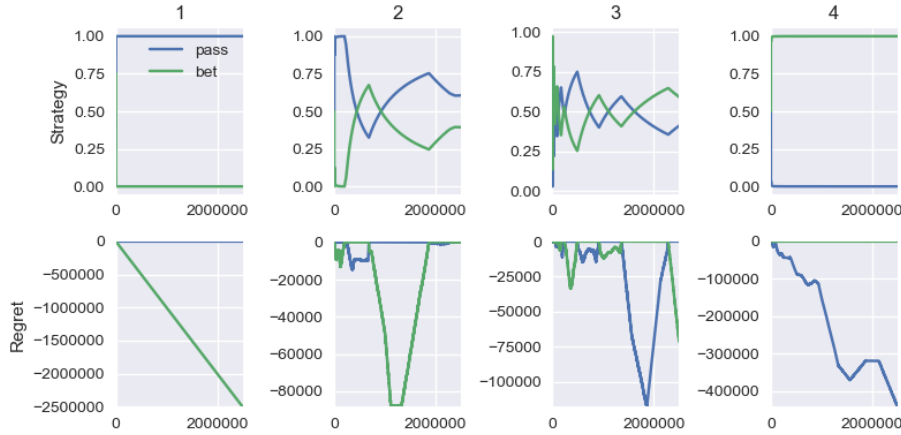 1 2 3 4
1.00 1.00 1.00 1.00
pass
bet
0.75 0.75 0.75 0.75
Strategy
0.50 0.50 0.50 0.50
0.25 0.25 0.25 0.25
0.00 0.00 0.00 0.00
0 2000000 0 2000000 0 2000000 0 2000000
Regret
0
−500000
−1000000
−1500000
−2000000
−2500000
0 2000000
0
−20000
−40000
−60000
−80000
0 2000000
0
−25000
−50000
−75000
−100000
0 2000000
0
−100000
−200000
−300000
−400000
0 2000000